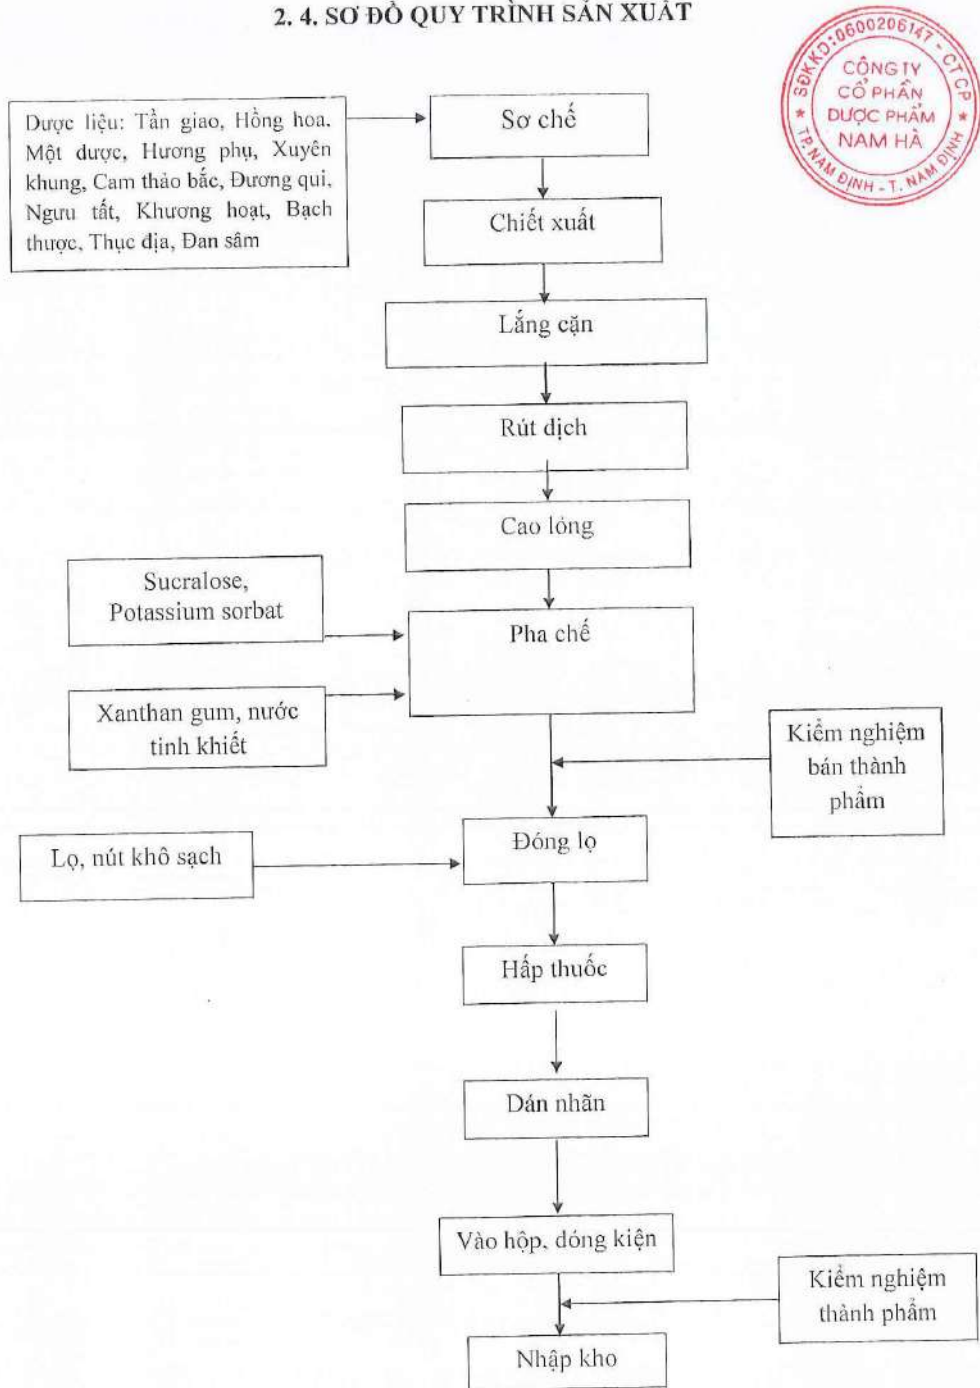 2. 4. SƠ ĐỒ QUY TRÌNH SẢN XUẤT
SĐKKD:0600206147 - CTCP
CÔNG TY
CỔ PHẦN
DƯỢC PHẨM
NAM HÀ
TP. NAM ĐỊNH - T. NAM ĐỊNH
Dược liệu: Tần giao, Hồng hoa,
Một dược, Hương phụ, Xuyên
khung, Cam thảo bắc, Đương qui,
Ngưu tất, Khương hoạt, Bạch
thược, Thục địa, Đan sâm
Sơ chế
Chiết xuất
Lắng cặn
Rút dịch
Cao lỏng
Sucralose,
Potassium sorbat
Pha chế
Xanthan gum, nước
tinh khiết
Kiểm nghiệm
bán thành
phẩm
Lọ, nút khô sạch
Đóng lọ
Hấp thuốc
Dán nhãn
Vào hộp, đóng kiện
Kiểm nghiệm
thành phẩm
Nhập kho